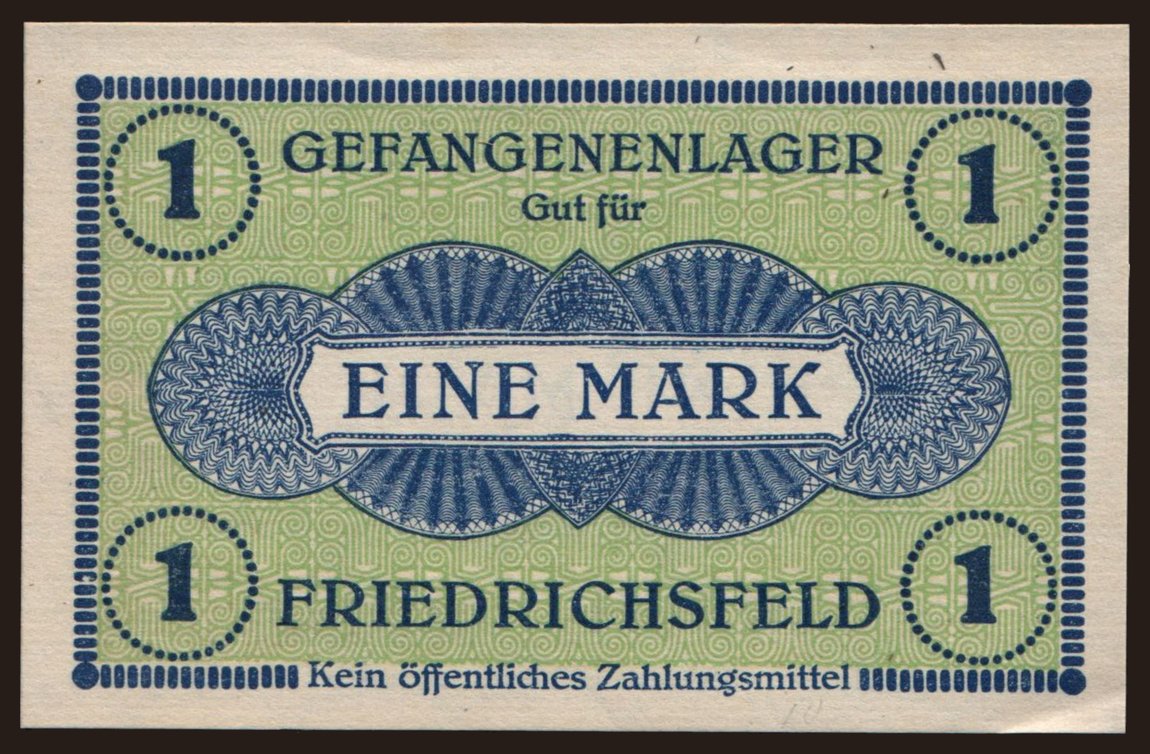 1 GEFANGENENLAGER 1
Gut für
EINE MARK
1 FRIEDRICHSFELD 1
Kein öffentliches Zahlungsmittel